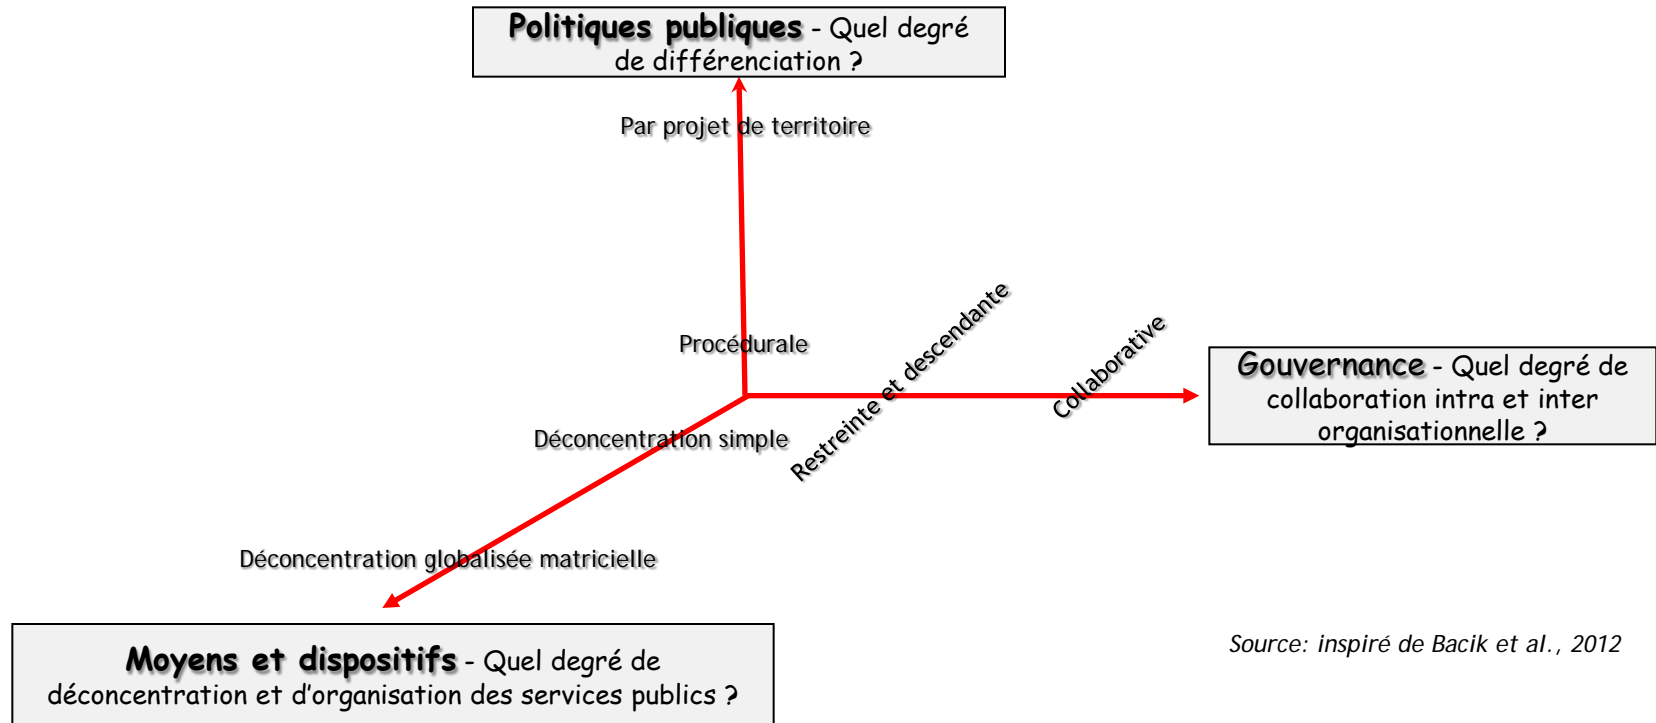 Politiques publiques - Quel degré
de différenciation ?
Par projet de territoire
Procédurale
Restreinte et descendante
Collaborative
Gouvernance - Quel degré de
collaboration intra et inter
organisationnelle ?
Déconcentration simple
Déconcentration globalisée matricielle
Moyens et dispositifs - Quel degré de
déconcentration et d'organisation des services publics ?
Source: inspiré de Bacik et al., 2012